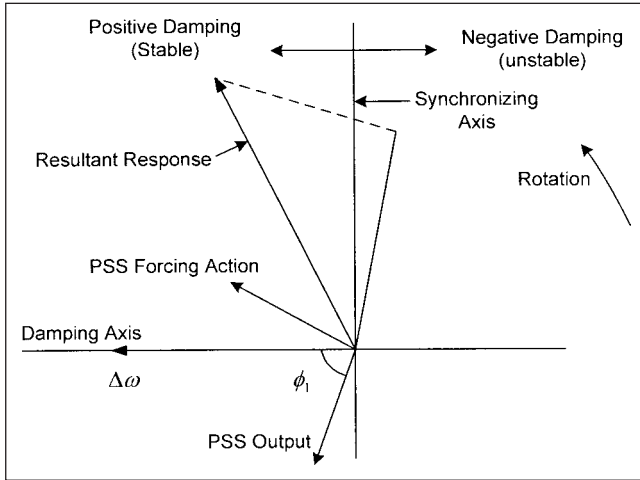 Positive Damping
(Stable)
Negative Damping
(unstable)
Synchronizing
Axis
Resultant Response
Rotation
PSS Forcing Action
Damping Axis
Δω
ϕ₁
PSS Output